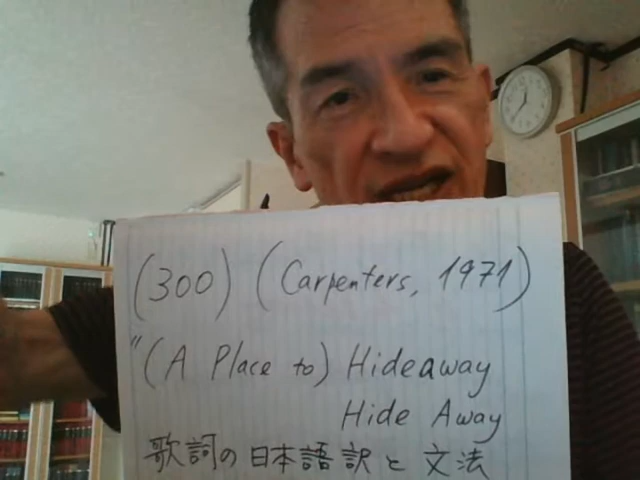 (300) (Carpenters, 1971)
"(A Place to) Hideaway
Hide Away
歌詞の日本語訳と文法